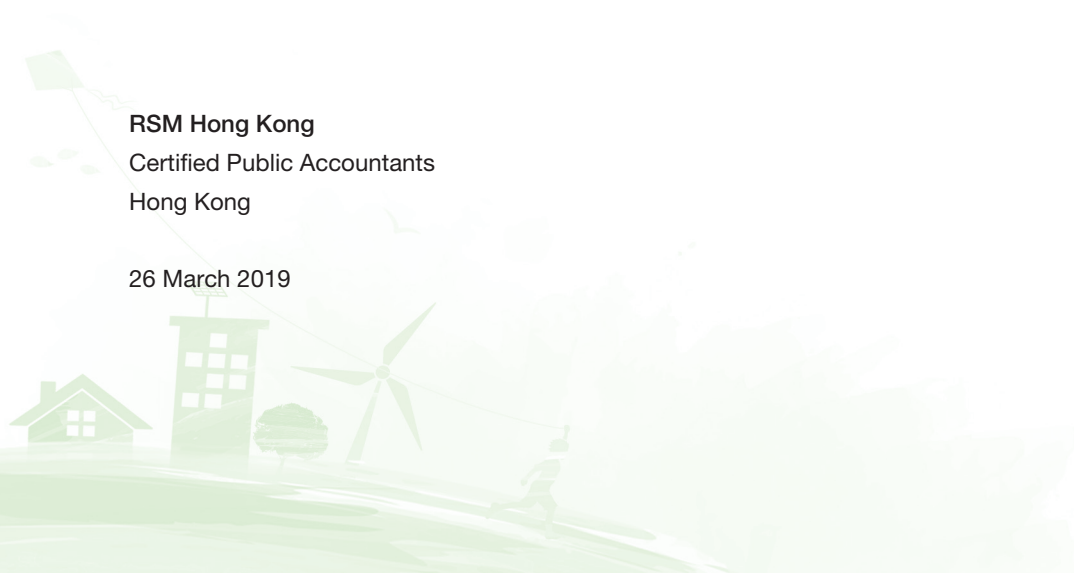 RSM Hong Kong
Certified Public Accountants
Hong Kong
26 March 2019